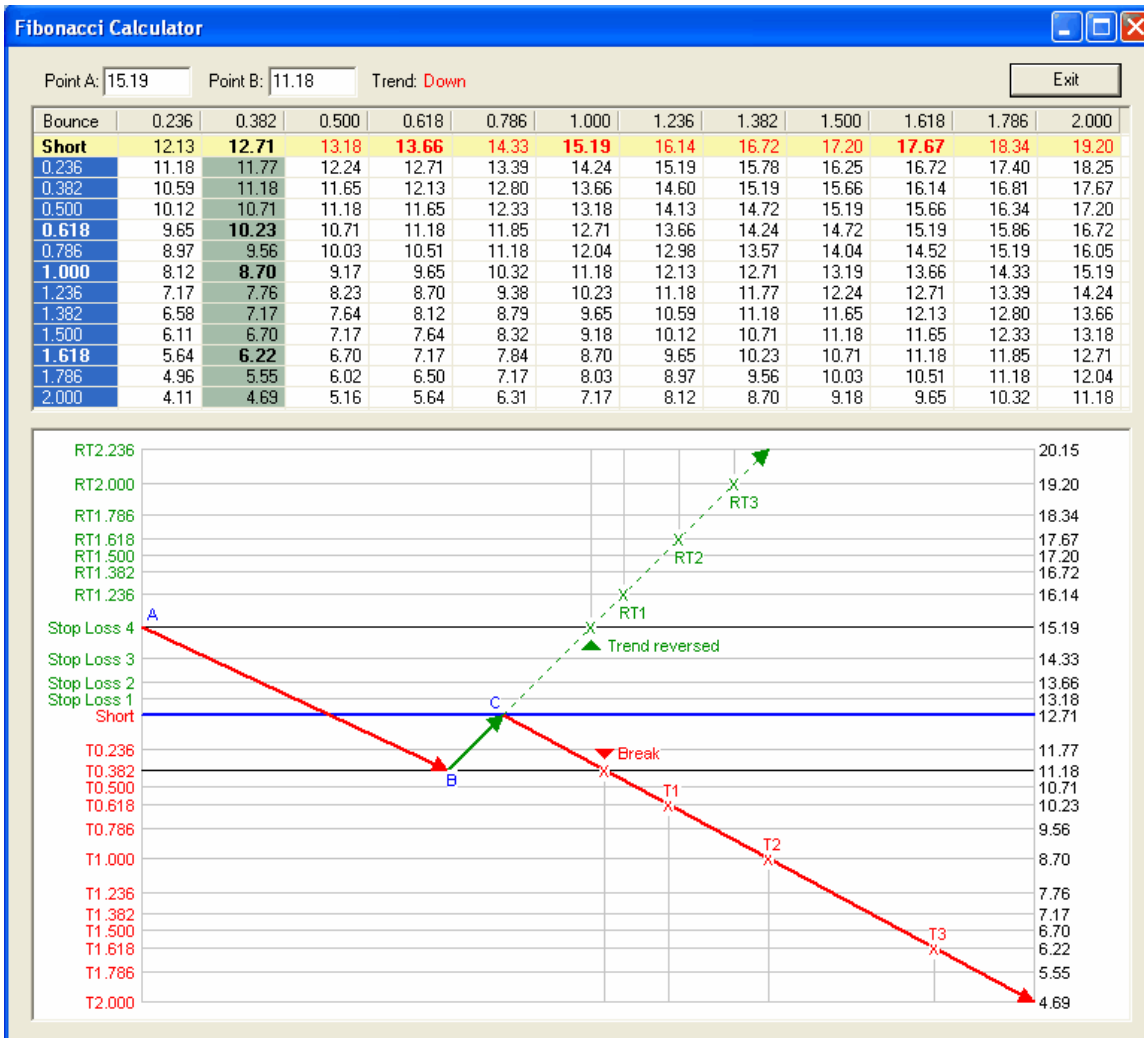 Fibonacci Calculator
Point A: 15.19 Point B: 11.18 Trend: Down Exit
Bounce 0.236 0.382 0.500 0.618 0.786 1.000 1.236 1.382 1.500 1.618 1.786 2.000
Short 12.13 12.71 13.18 13.66 14.33 15.19 16.14 16.72 17.20 17.67 18.34 19.20
0.236 11.18 11.77 12.24 12.71 13.39 14.24 15.19 15.78 16.25 16.72 17.40 18.25
0.382 10.59 11.18 11.65 12.13 12.80 13.66 14.60 15.19 15.66 16.14 16.81 17.67
0.500 10.12 10.71 11.18 11.65 12.33 13.18 14.13 14.72 15.19 15.66 16.34 17.20
0.618 9.65 10.23 10.71 11.18 11.85 12.71 13.66 14.24 14.72 15.19 15.86 16.72
0.786 8.97 9.56 10.03 10.51 11.18 12.04 12.98 13.57 14.04 14.52 15.19 16.05
1.000 8.12 8.70 9.17 9.65 10.32 11.18 12.13 12.71 13.19 13.66 14.33 15.19
1.236 7.17 7.76 8.23 8.70 9.38 10.23 11.18 11.77 12.24 12.71 13.39 14.24
1.382 6.58 7.17 7.64 8.12 8.79 9.65 10.59 11.18 11.65 12.13 12.80 13.66
1.500 6.11 6.70 7.17 7.64 8.32 9.18 10.12 10.71 11.18 11.65 12.33 13.18
1.618 5.64 6.22 6.70 7.17 7.84 8.70 9.65 10.23 10.71 11.18 11.85 12.71
1.786 4.96 5.55 6.02 6.50 7.17 8.03 8.97 9.56 10.03 10.51 11.18 12.04
2.000 4.11 4.69 5.16 5.64 6.31 7.17 8.12 8.70 9.18 9.65 10.32 11.18
RT2.236 20.15
RT2.000 19.20
RT3
RT1.786 18.34
RT1.618 17.67
RT1.500 RT2 17.20
RT1.382 16.72
RT1.236 16.14
A RT1
Stop Loss 4 15.19
Trend reversed
Stop Loss 3 14.33
Stop Loss 2 13.66
Stop Loss 1 C 13.18
Short 12.71
T0.236 Break 11.77
T0.382 11.18
T0.500 B T1 10.71
T0.618 10.23
T0.786 9.56
T2
T1.000 8.70
T1.236 7.76
T1.382 7.17
T1.500 T3 6.70
T1.618 6.22
T1.786 5.55
T2.000 4.69